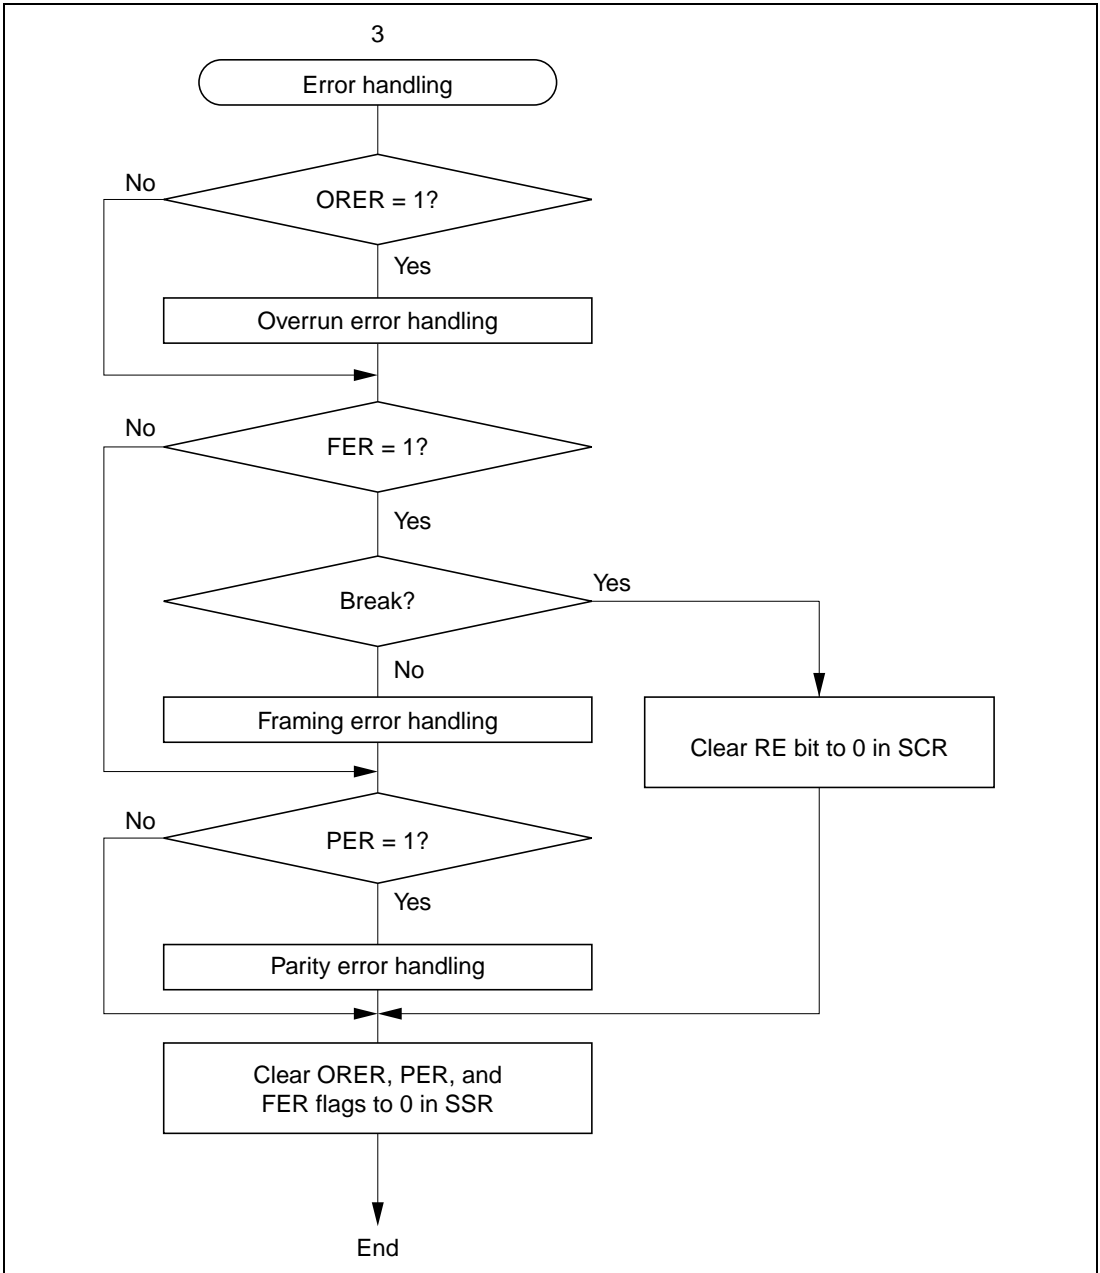 3
Error handling
No
ORER = 1?
Yes
Overrun error handling
No
FER = 1?
Yes
Break?
Yes
No
Framing error handling
Clear RE bit to 0 in SCR
No
PER = 1?
Yes
Parity error handling
Clear ORER, PER, and
FER flags to 0 in SSR
End